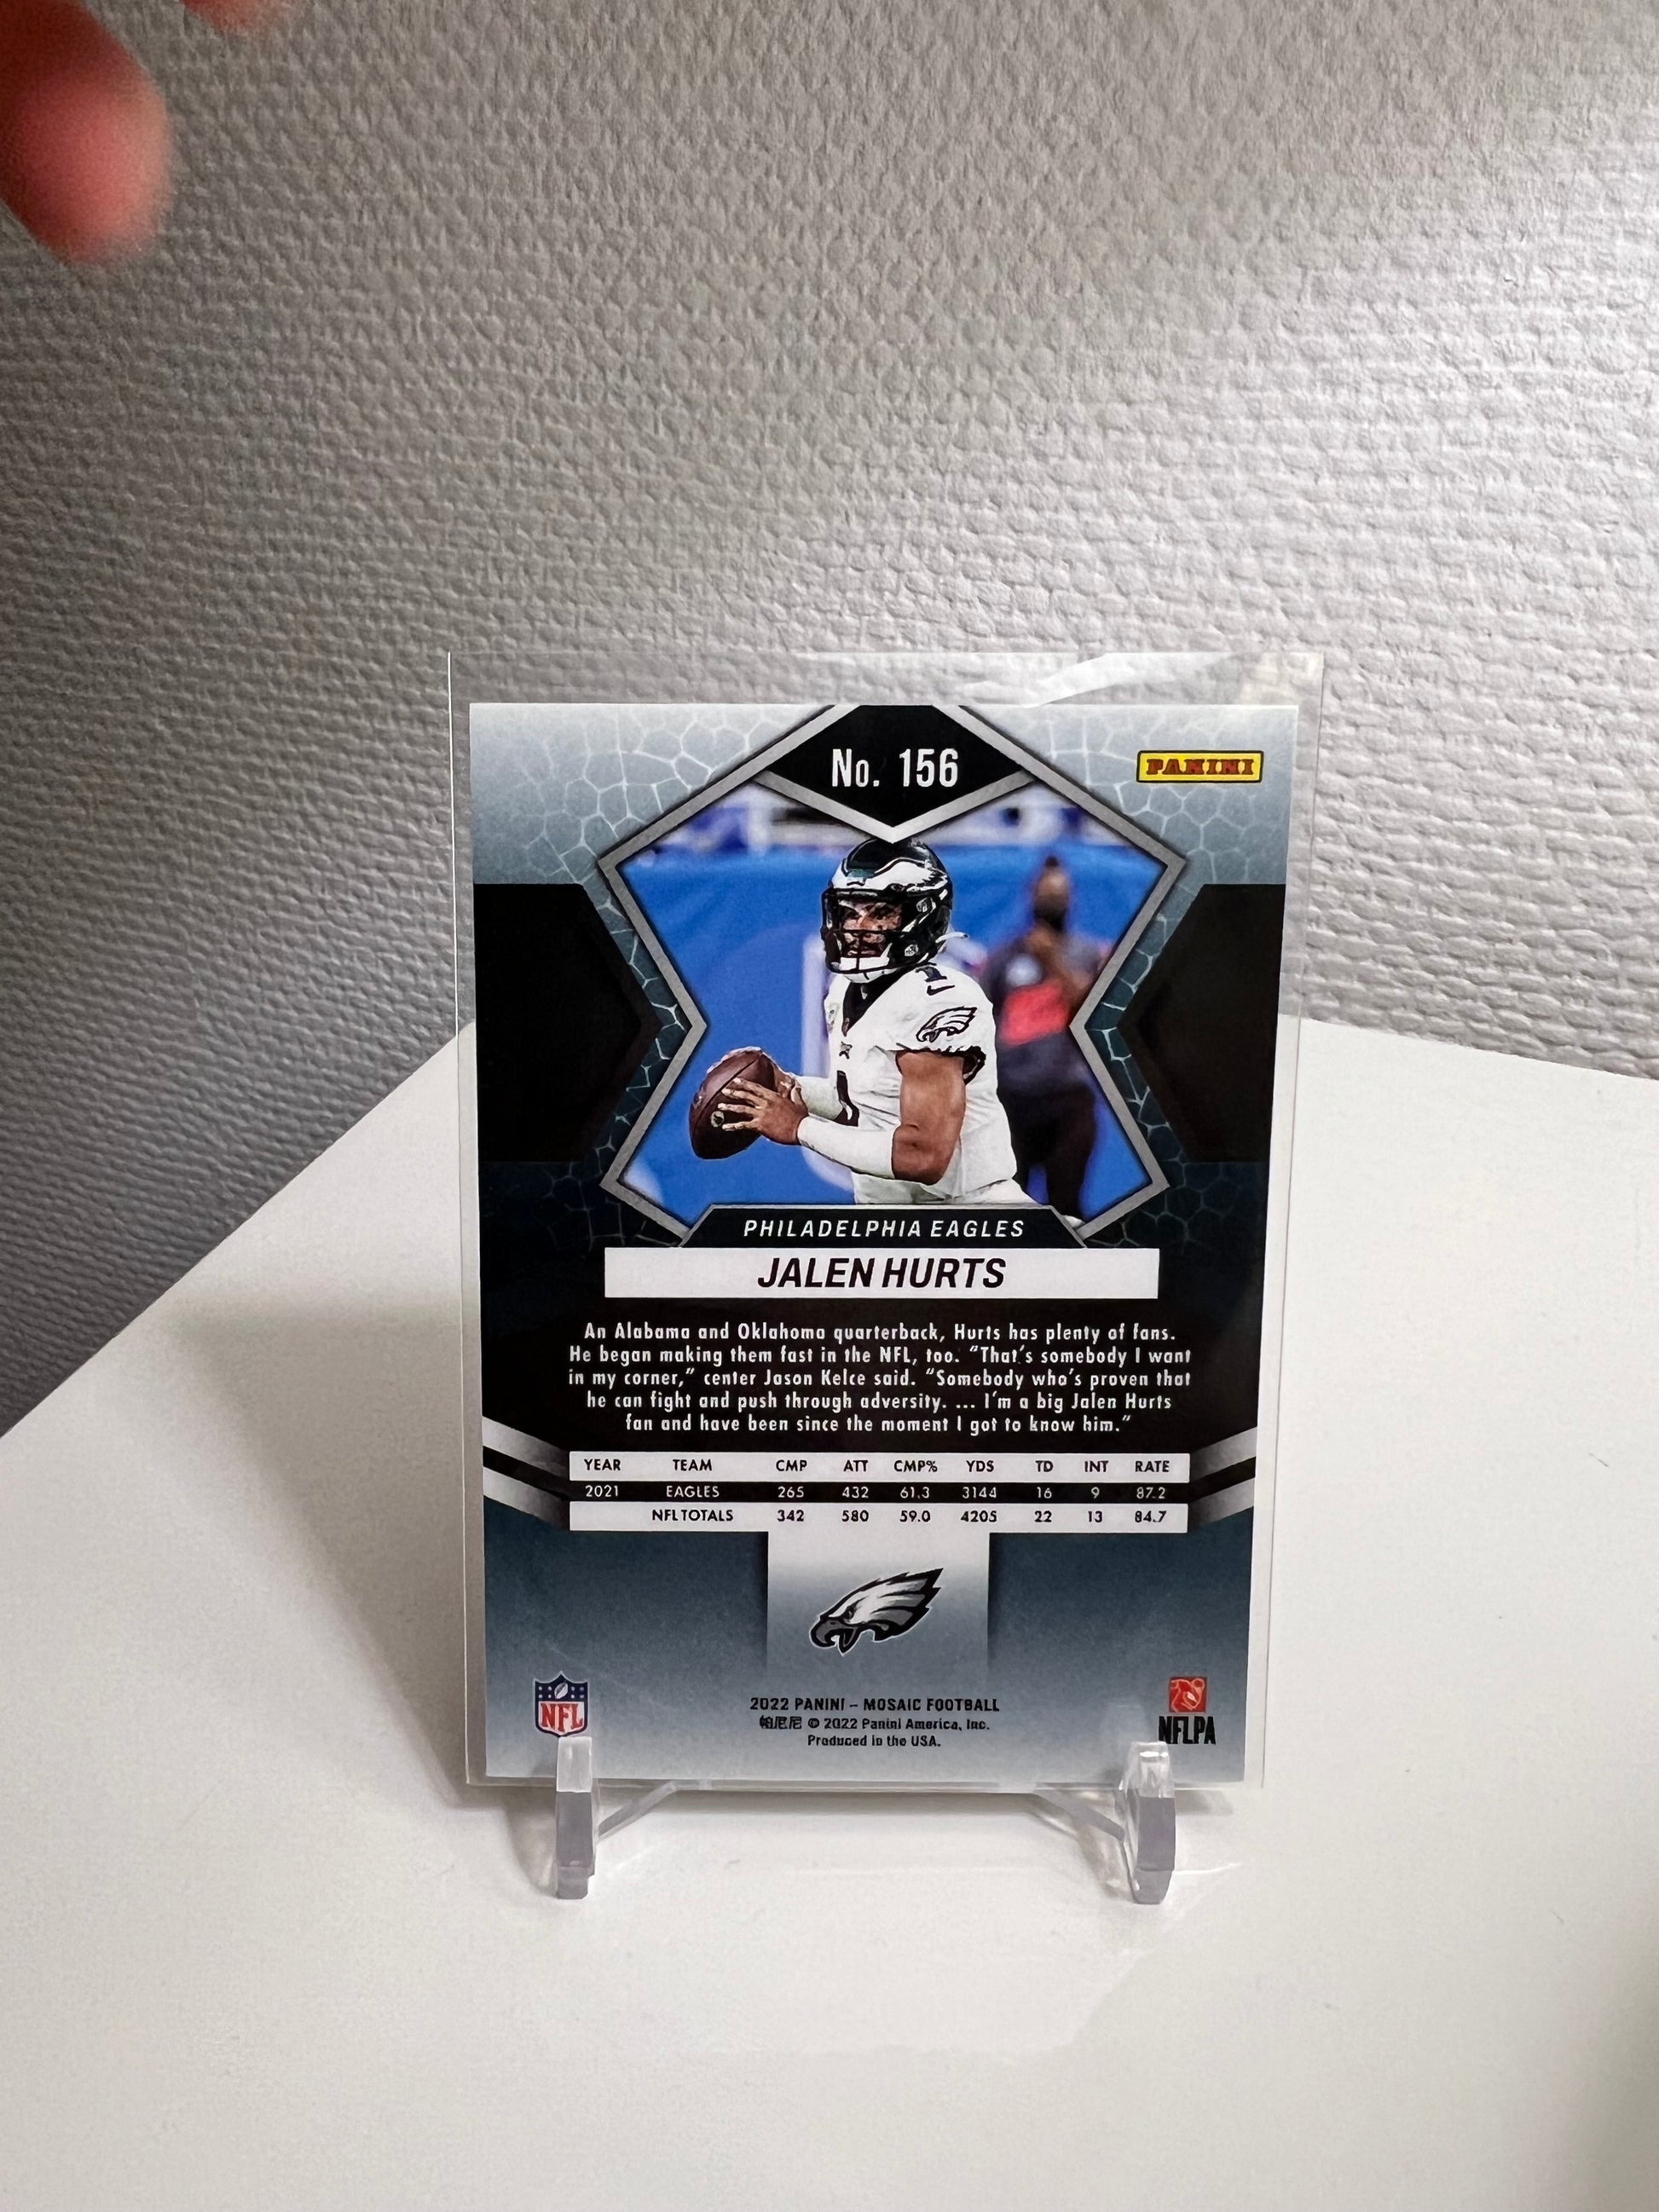 No. 156
PANINI
PHILADELPHIA EAGLES
JALEN HURTS
An Alabama and Oklahoma quarterback, Hurts has plenty of fans.
He began making them fast in the NFL, too. “That's somebody I want
in my corner,” center Jason Kelce said. “Somebody who's proven that
he can fight and push through adversity. ... I'm a big Jalen Hurts
fan and have been since the moment I got to know him.”
YEAR TEAM CMP ATT CMP% YDS TD INT RATE
2021 EAGLES 265 432 61.3 3144 16 9 87.2
NFL TOTALS 342 580 59.0 4205 22 13 84.7
NFL
2022 PANINI – MOSAIC FOOTBALL
帕尼尼 © 2022 Panini America, Inc.
Produced in the USA.
NFLPA